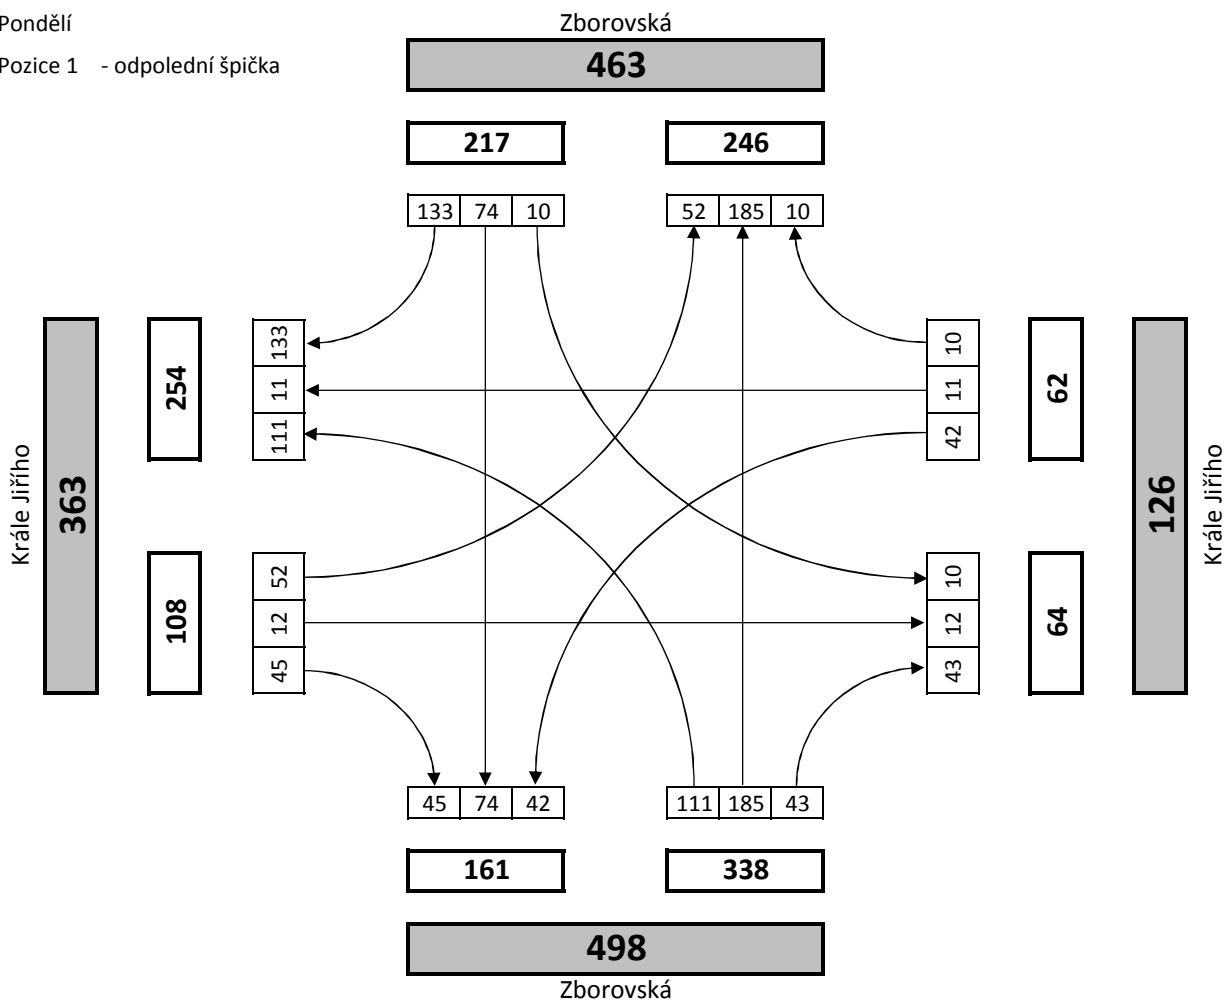 Pondělí
Zborovská
Pozice 1 - odpolední špička
463
217 246
133 74 10 52 185 10
133
11
111
254
10
11
42
62
Krále Jiřího
363
126
Krále Jiřího
108
52
12
45
10
12
43
64
45 74 42 111 185 43
161 338
498
Zborovská